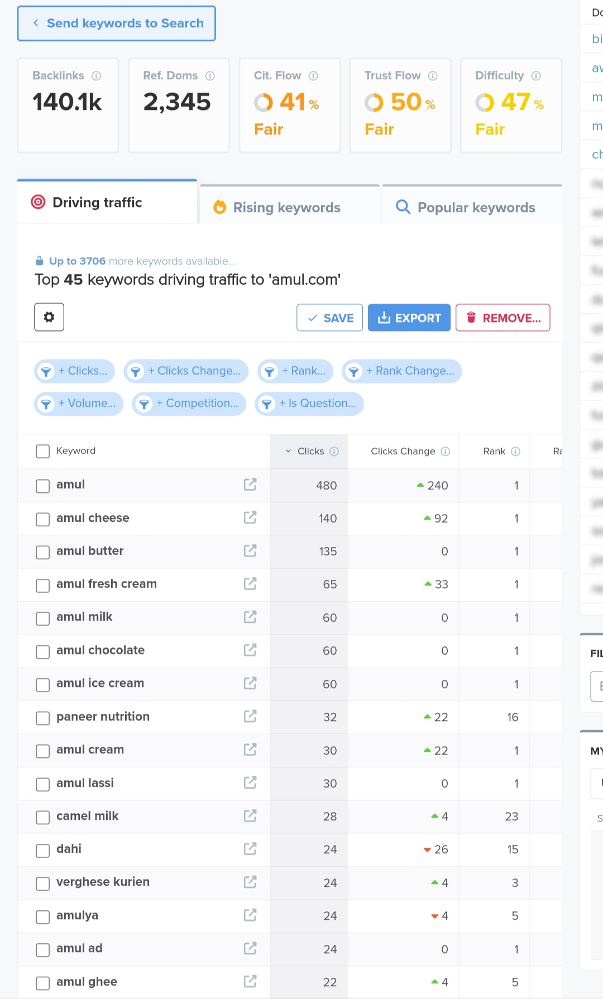 Send keywords to Search
Backlinks
140.1k
Ref. Doms
2,345
Cit. Flow
41 %
Fair
Trust Flow
50 %
Fair
Difficulty
47 %
Fair
Driving traffic
Rising keywords
Popular keywords
Up to 3706 more keywords available...
Top 45 keywords driving traffic to 'amul.com'
SAVE EXPORT REMOVE...
+ Clicks... + Clicks Change... + Rank... + Rank Change...
+ Volume... + Competition... + Is Question...
Keyword Clicks Clicks Change Rank
amul 480 240 1
amul cheese 140 92 1
amul butter 135 0 1
amul fresh cream 65 33 1
amul milk 60 0 1
amul chocolate 60 0 1
amul ice cream 60 0 1
paneer nutrition 32 22 16
amul cream 30 22 1
amul lassi 30 0 1
camel milk 28 4 23
dahi 24 26 15
verghese kurien 24 4 3
amulya 24 4 5
amul ad 24 0 1
amul ghee 22 4 5